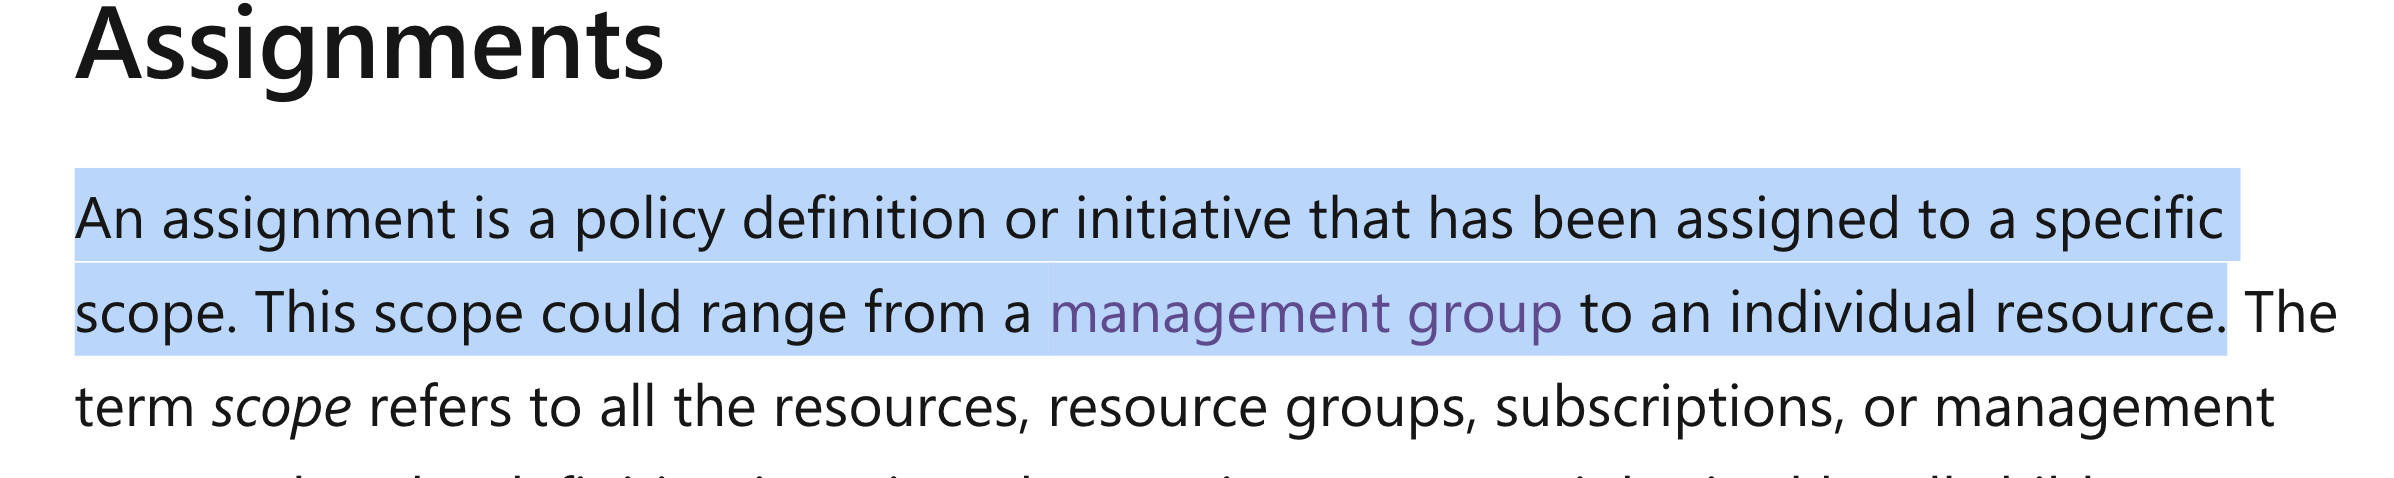 Assignments
An assignment is a policy definition or initiative that has been assigned to a specific
scope. This scope could range from a management group to an individual resource. The
term scope refers to all the resources, resource groups, subscriptions, or management